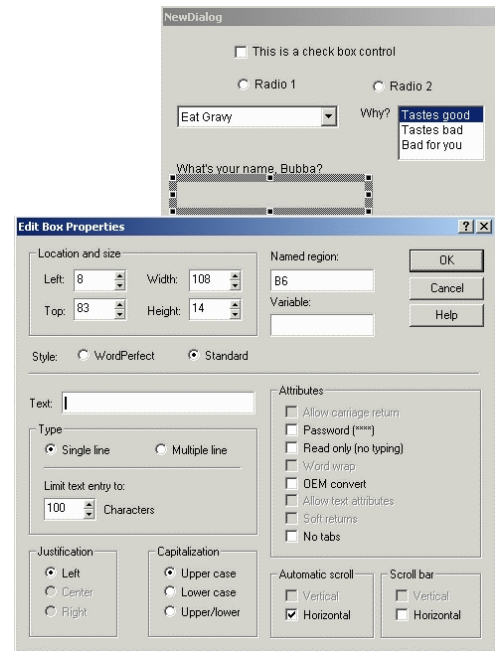 NewDialog
This is a check box control
Radio 1 Radio 2
Eat Gravy Why? Tastes good
Tastes bad
Bad for you
What's your name, Bubba?
Edit Box Properties
Location and size Named region: OK
Left: 8 Width: 108 B6 Cancel
Top: 83 Height: 14 Variable: Help
Style: WordPerfect Standard
Text:
Type
Single line Multiple line
Limit text entry to:
100 Characters
Attributes
Allow carriage return
Password (****)
Read only (no typing)
Word wrap
OEM convert
Allow text attributes
Soft returns
No tabs
Justification
Left
Center
Right
Capitalization
Upper case
Lower case
Upper/lower
Automatic scroll
Vertical
Horizontal
Scroll bar
Vertical
Horizontal